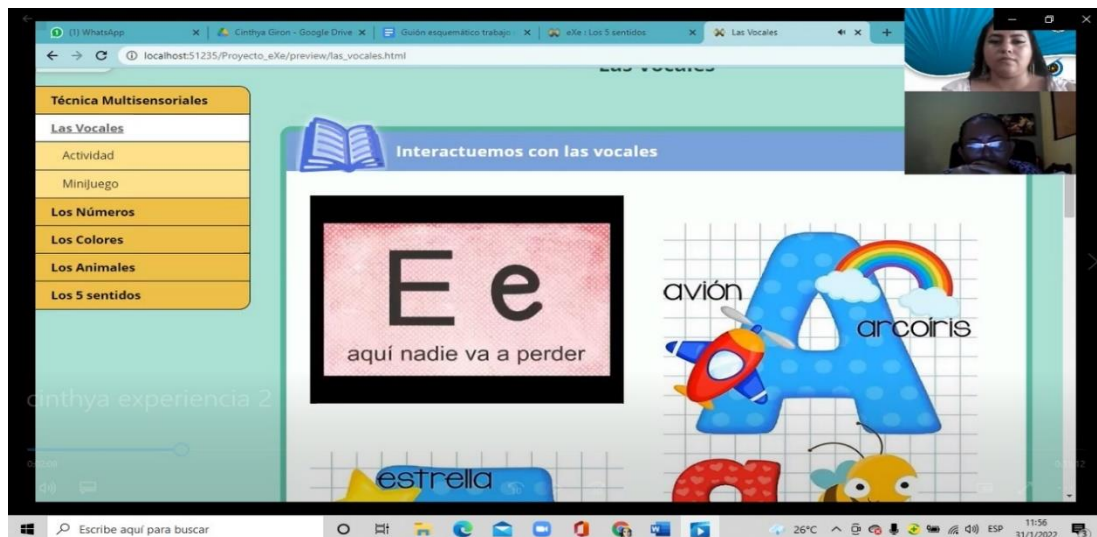 (1) WhatsApp
Cinthya Giron - Google Drive
Guión esquemático trabajo
eXe : Los 5 sentidos
Las Vocales
localhost:51235/Proyecto_eXe/preview/las_vocales.html
Las Vocales
Técnica Multisensoriales
Las Vocales
Actividad
MiniJuego
Los Números
Los Colores
Los Animales
Los 5 sentidos
Interactuemos con las vocales
E e
aquí nadie va a perder
avión
arcoíris
A
estrella
a
cinthya experiencia 2
Escribe aquí para buscar
26°C
ESP
11:56
31/1/2022